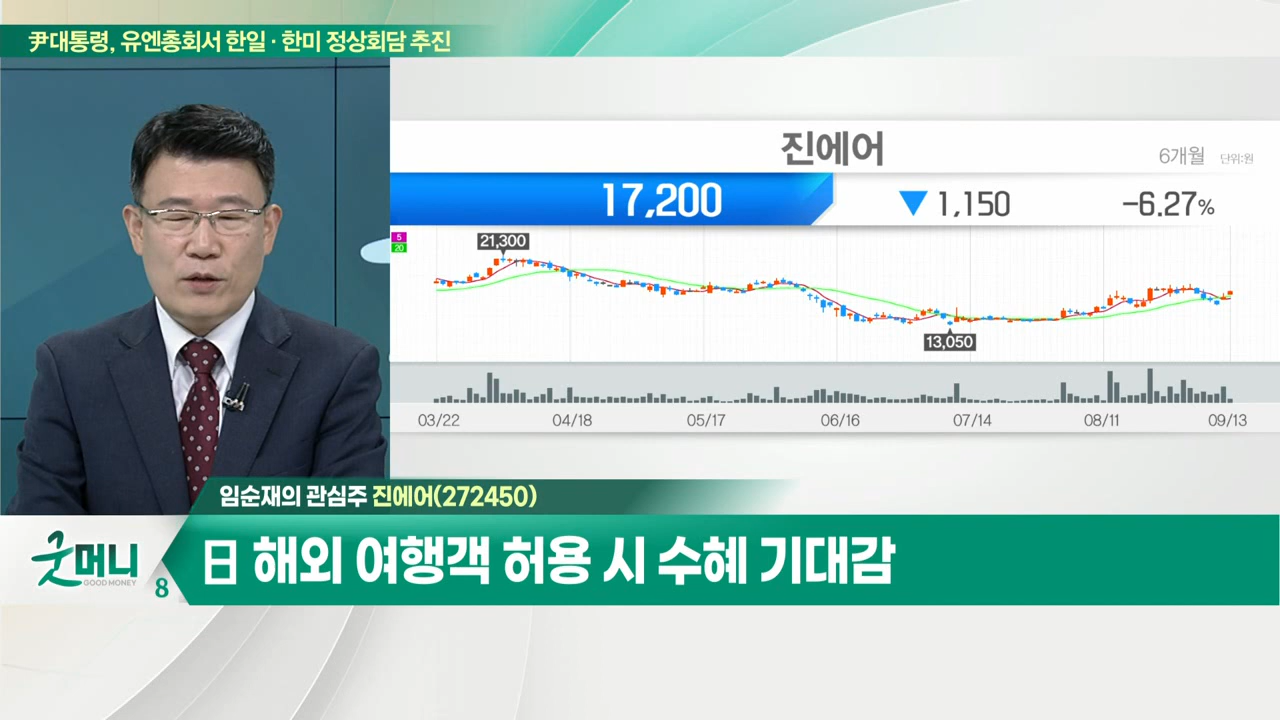 尹대통령, 유엔총회서 한일·한미 정상회담 추진
진에어
6개월 단위:원
17,200 ▼ 1,150 -6.27%
5
20
21,300
13,050
03/22 04/18 05/17 06/16 07/14 08/11 09/13
임순재의 관심주 진에어(272450)
굿머니
GOOD MONEY
8
日 해외 여행객 허용 시 수혜 기대감